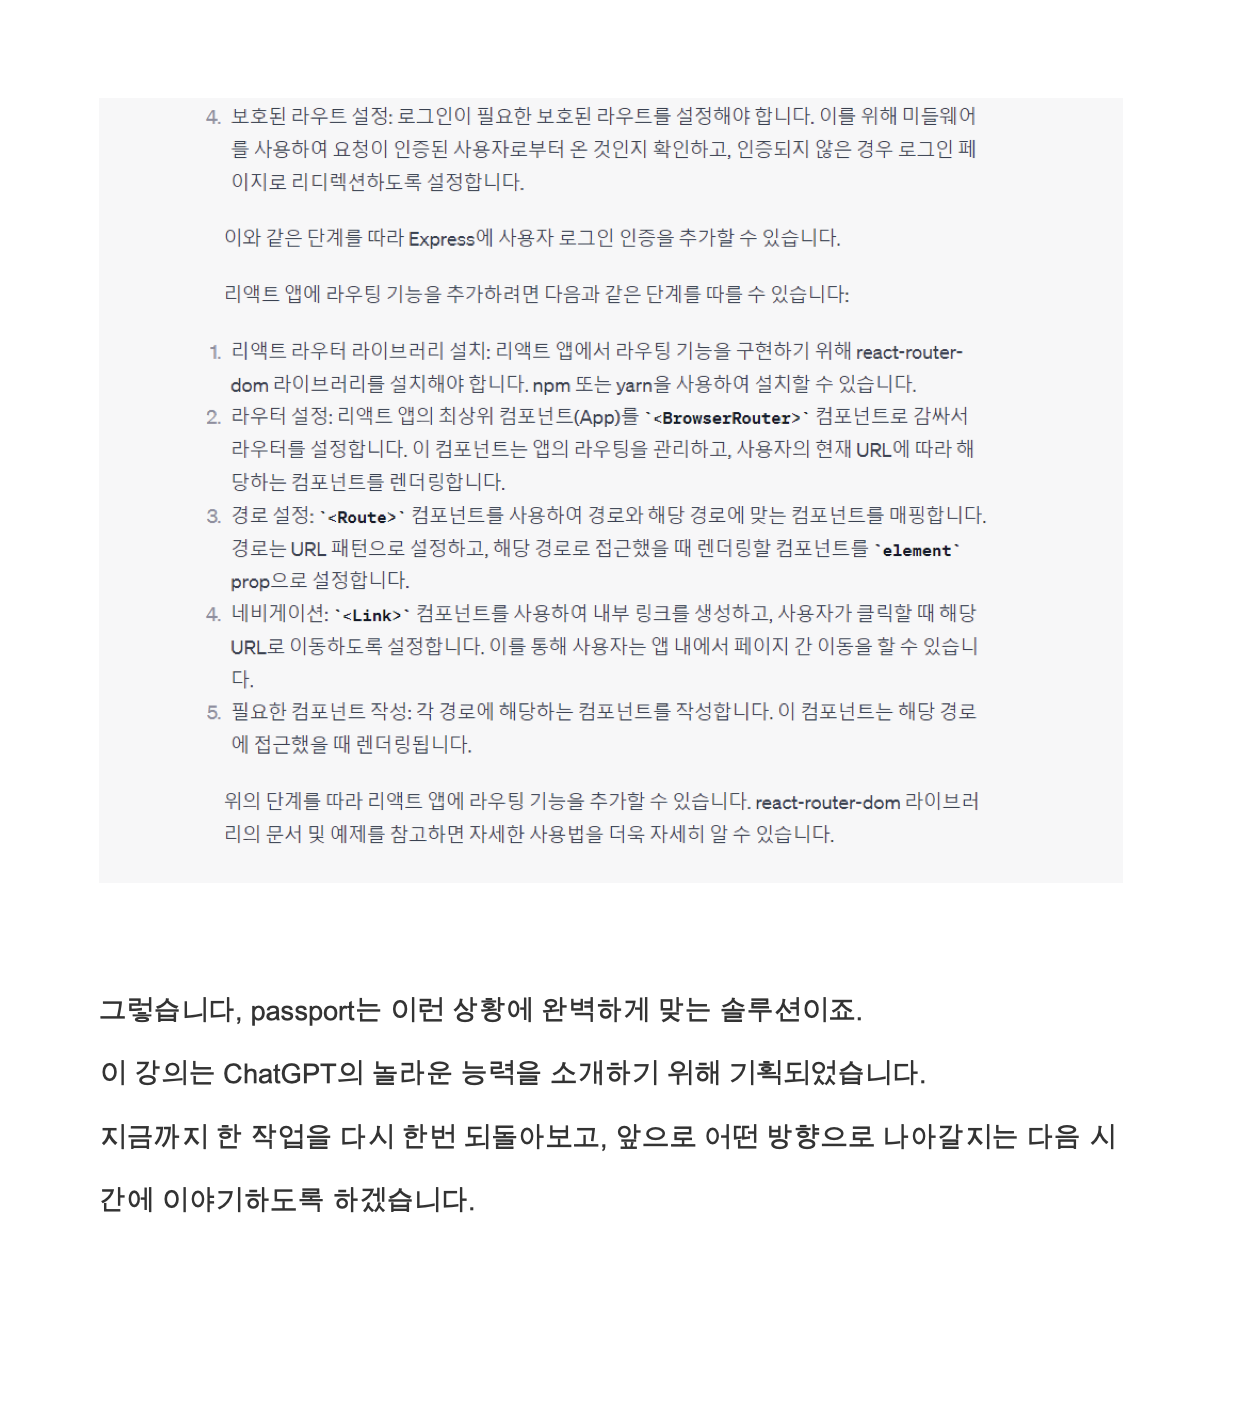 4. 보호된 라우트 설정: 로그인이 필요한 보호된 라우트를 설정해야 합니다. 이를 위해 미들웨어
를 사용하여 요청이 인증된 사용자로부터 온 것인지 확인하고, 인증되지 않은 경우 로그인 페
이지로 리디렉션하도록 설정합니다.
이와 같은 단계를 따라 Express에 사용자 로그인 인증을 추가할 수 있습니다.
리액트 앱에 라우팅 기능을 추가하려면 다음과 같은 단계를 따를 수 있습니다:
1. 리액트 라우터 라이브러리 설치: 리액트 앱에서 라우팅 기능을 구현하기 위해 react-router-
dom 라이브러리를 설치해야 합니다. npm 또는 yarn을 사용하여 설치할 수 있습니다.
2. 라우터 설정: 리액트 앱의 최상위 컴포넌트(App)를 `<BrowserRouter>` 컴포넌트로 감싸서
라우터를 설정합니다. 이 컴포넌트는 앱의 라우팅을 관리하고, 사용자의 현재 URL에 따라 해
당하는 컴포넌트를 렌더링합니다.
3. 경로 설정: `<Route>` 컴포넌트를 사용하여 경로와 해당 경로에 맞는 컴포넌트를 매핑합니다.
경로는 URL 패턴으로 설정하고, 해당 경로로 접근했을 때 렌더링할 컴포넌트를 `element`
prop으로 설정합니다.
4. 네비게이션: `<Link>` 컴포넌트를 사용하여 내부 링크를 생성하고, 사용자가 클릭할 때 해당
URL로 이동하도록 설정합니다. 이를 통해 사용자는 앱 내에서 페이지 간 이동을 할 수 있습니
다.
5. 필요한 컴포넌트 작성: 각 경로에 해당하는 컴포넌트를 작성합니다. 이 컴포넌트는 해당 경로
에 접근했을 때 렌더링됩니다.
위의 단계를 따라 리액트 앱에 라우팅 기능을 추가할 수 있습니다. react-router-dom 라이브러
리의 문서 및 예제를 참고하면 자세한 사용법을 더욱 자세히 알 수 있습니다.
그렇습니다, passport는 이런 상황에 완벽하게 맞는 솔루션이죠.
이 강의는 ChatGPT의 놀라운 능력을 소개하기 위해 기획되었습니다.
지금까지 한 작업을 다시 한번 되돌아보고, 앞으로 어떤 방향으로 나아갈지는 다음 시
간에 이야기하도록 하겠습니다.